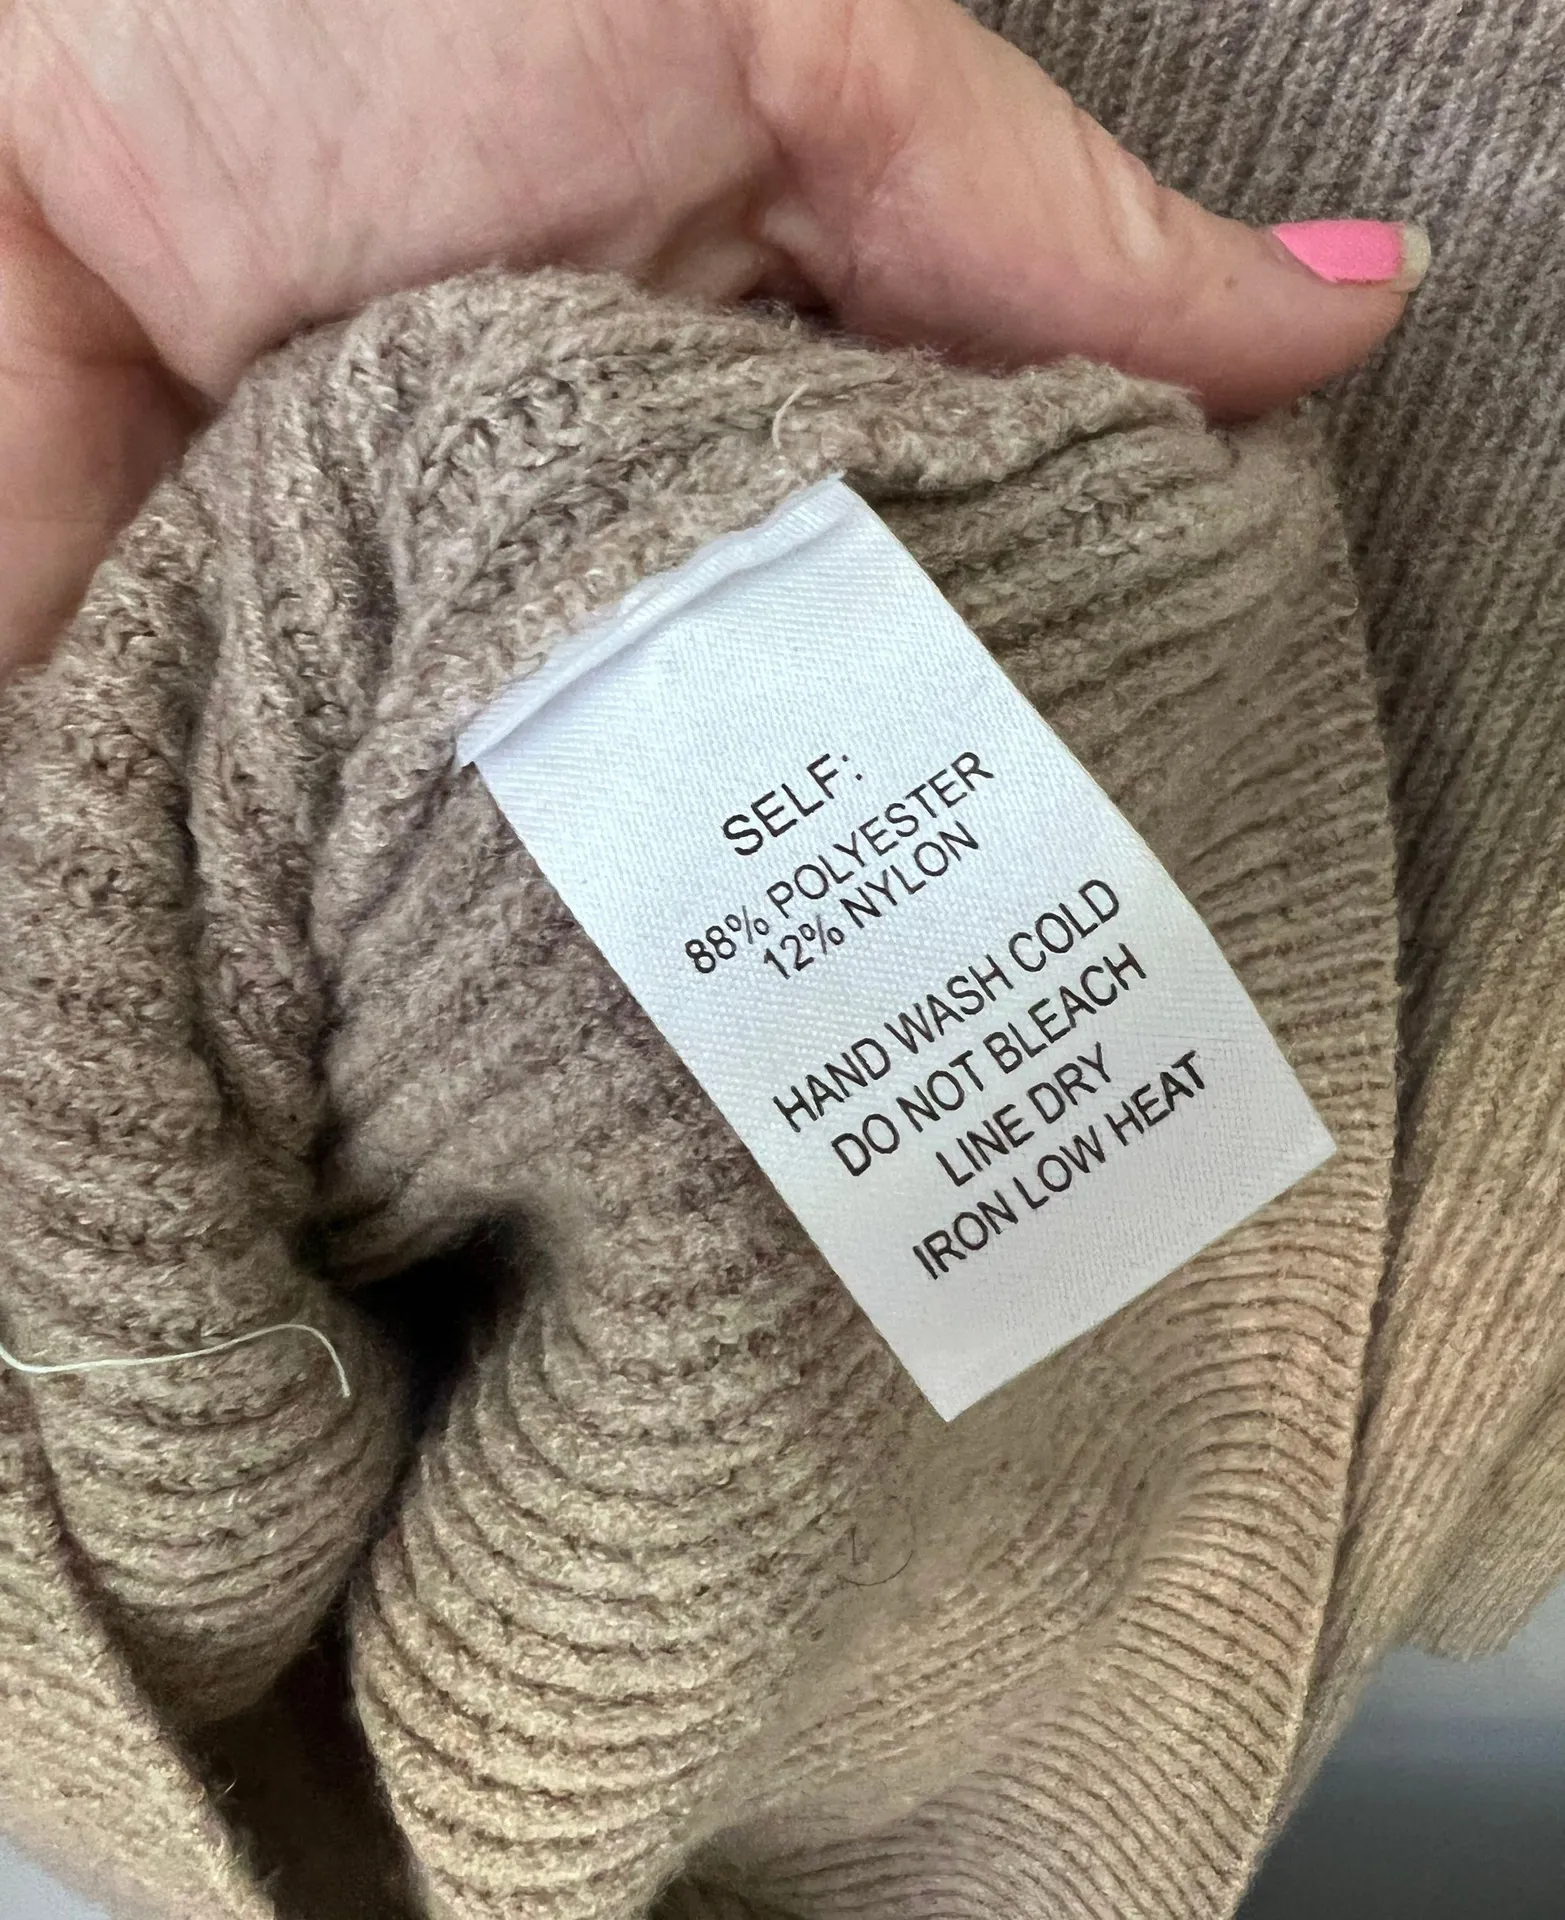 SELF:
88% POLYESTER
12% NYLON
HAND WASH COLD
DO NOT BLEACH
LINE DRY
IRON LOW HEAT